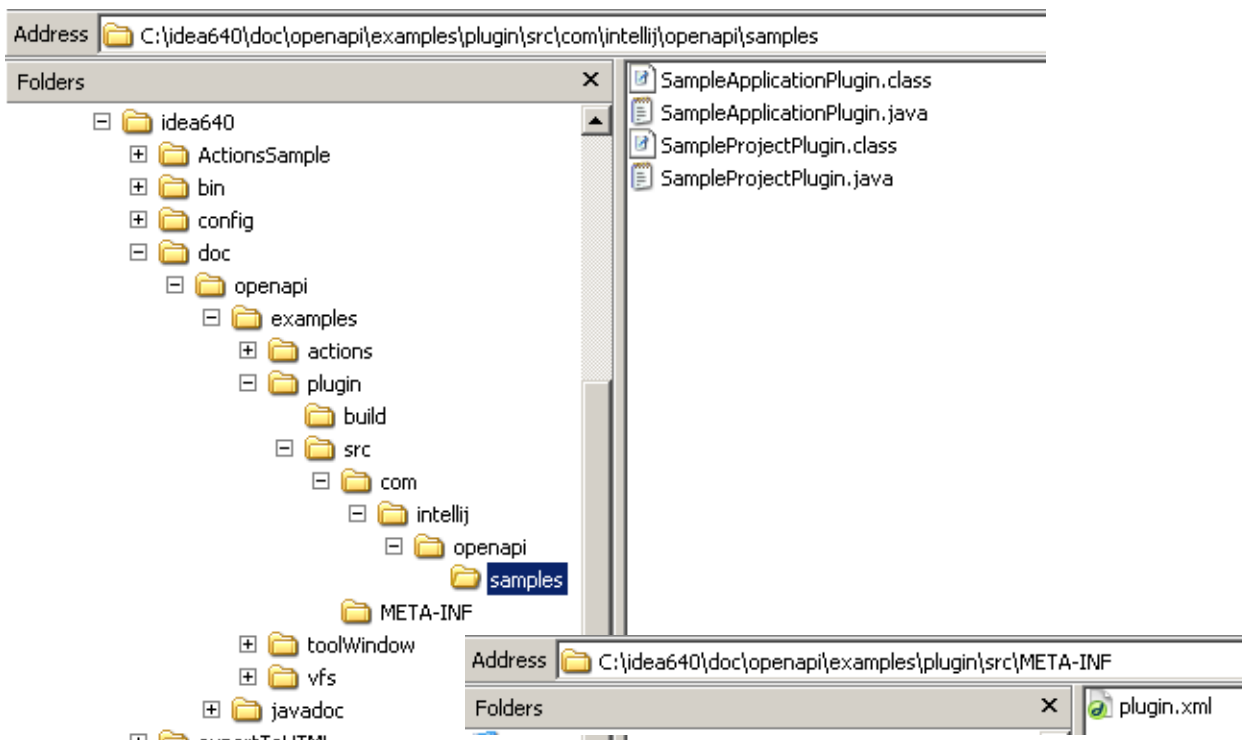 Address C:\idea640\doc\openapi\examples\plugin\src\com\intellij\openapi\samples
Folders
idea640
ActionsSample
bin
config
doc
openapi
examples
actions
plugin
build
src
com
intellij
openapi
samples
META-INF
toolWindow
vfs
javadoc
SampleApplicationPlugin.class
SampleApplicationPlugin.java
SampleProjectPlugin.class
SampleProjectPlugin.java
Address C:\idea640\doc\openapi\examples\plugin\src\META-INF
Folders
plugin.xml